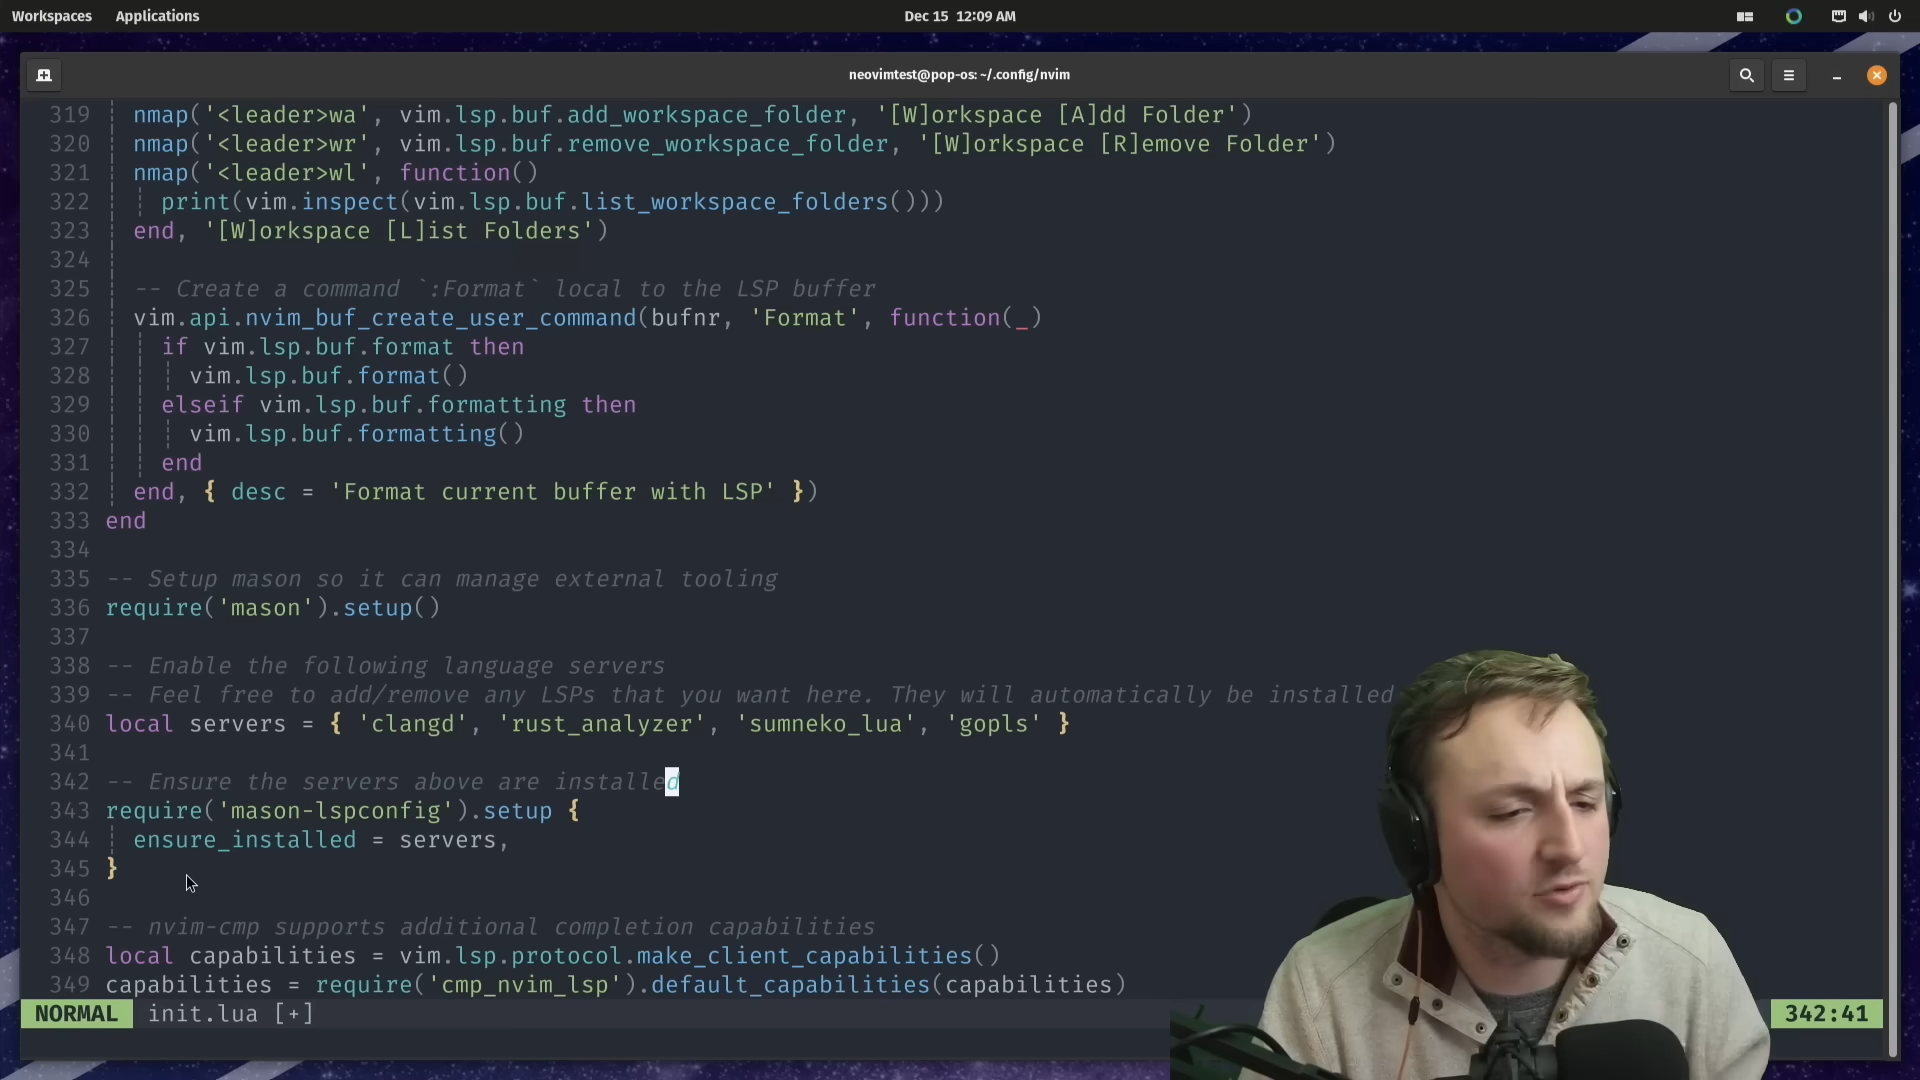 Workspaces Applications Dec 15 12:09 AM
neovimtest@pop-os: ~/.config/nvim
319 nmap('<leader>wa', vim.lsp.buf.add_workspace_folder, '[W]orkspace [A]dd Folder')
320 nmap('<leader>wr', vim.lsp.buf.remove_workspace_folder, '[W]orkspace [R]emove Folder')
321 nmap('<leader>wl', function()
322 print(vim.inspect(vim.lsp.buf.list_workspace_folders()))
323 end, '[W]orkspace [L]ist Folders')
324
325 -- Create a command `:Format` local to the LSP buffer
326 vim.api.nvim_buf_create_user_command(bufnr, 'Format', function(_)
327 if vim.lsp.buf.format then
328 vim.lsp.buf.format()
329 elseif vim.lsp.buf.formatting then
330 vim.lsp.buf.formatting()
331 end
332 end, { desc = 'Format current buffer with LSP' })
333 end
334
335 -- Setup mason so it can manage external tooling
336 require('mason').setup()
337
338 -- Enable the following language servers
339 -- Feel free to add/remove any LSPs that you want here. They will automatically be installed
340 local servers = { 'clangd', 'rust_analyzer', 'sumneko_lua', 'gopls' }
341
342 -- Ensure the servers above are installed
343 require('mason-lspconfig').setup {
344 ensure_installed = servers,
345 }
346
347 -- nvim-cmp supports additional completion capabilities
348 local capabilities = vim.lsp.protocol.make_client_capabilities()
349 capabilities = require('cmp_nvim_lsp').default_capabilities(capabilities)
NORMAL init.lua [+] 342:41